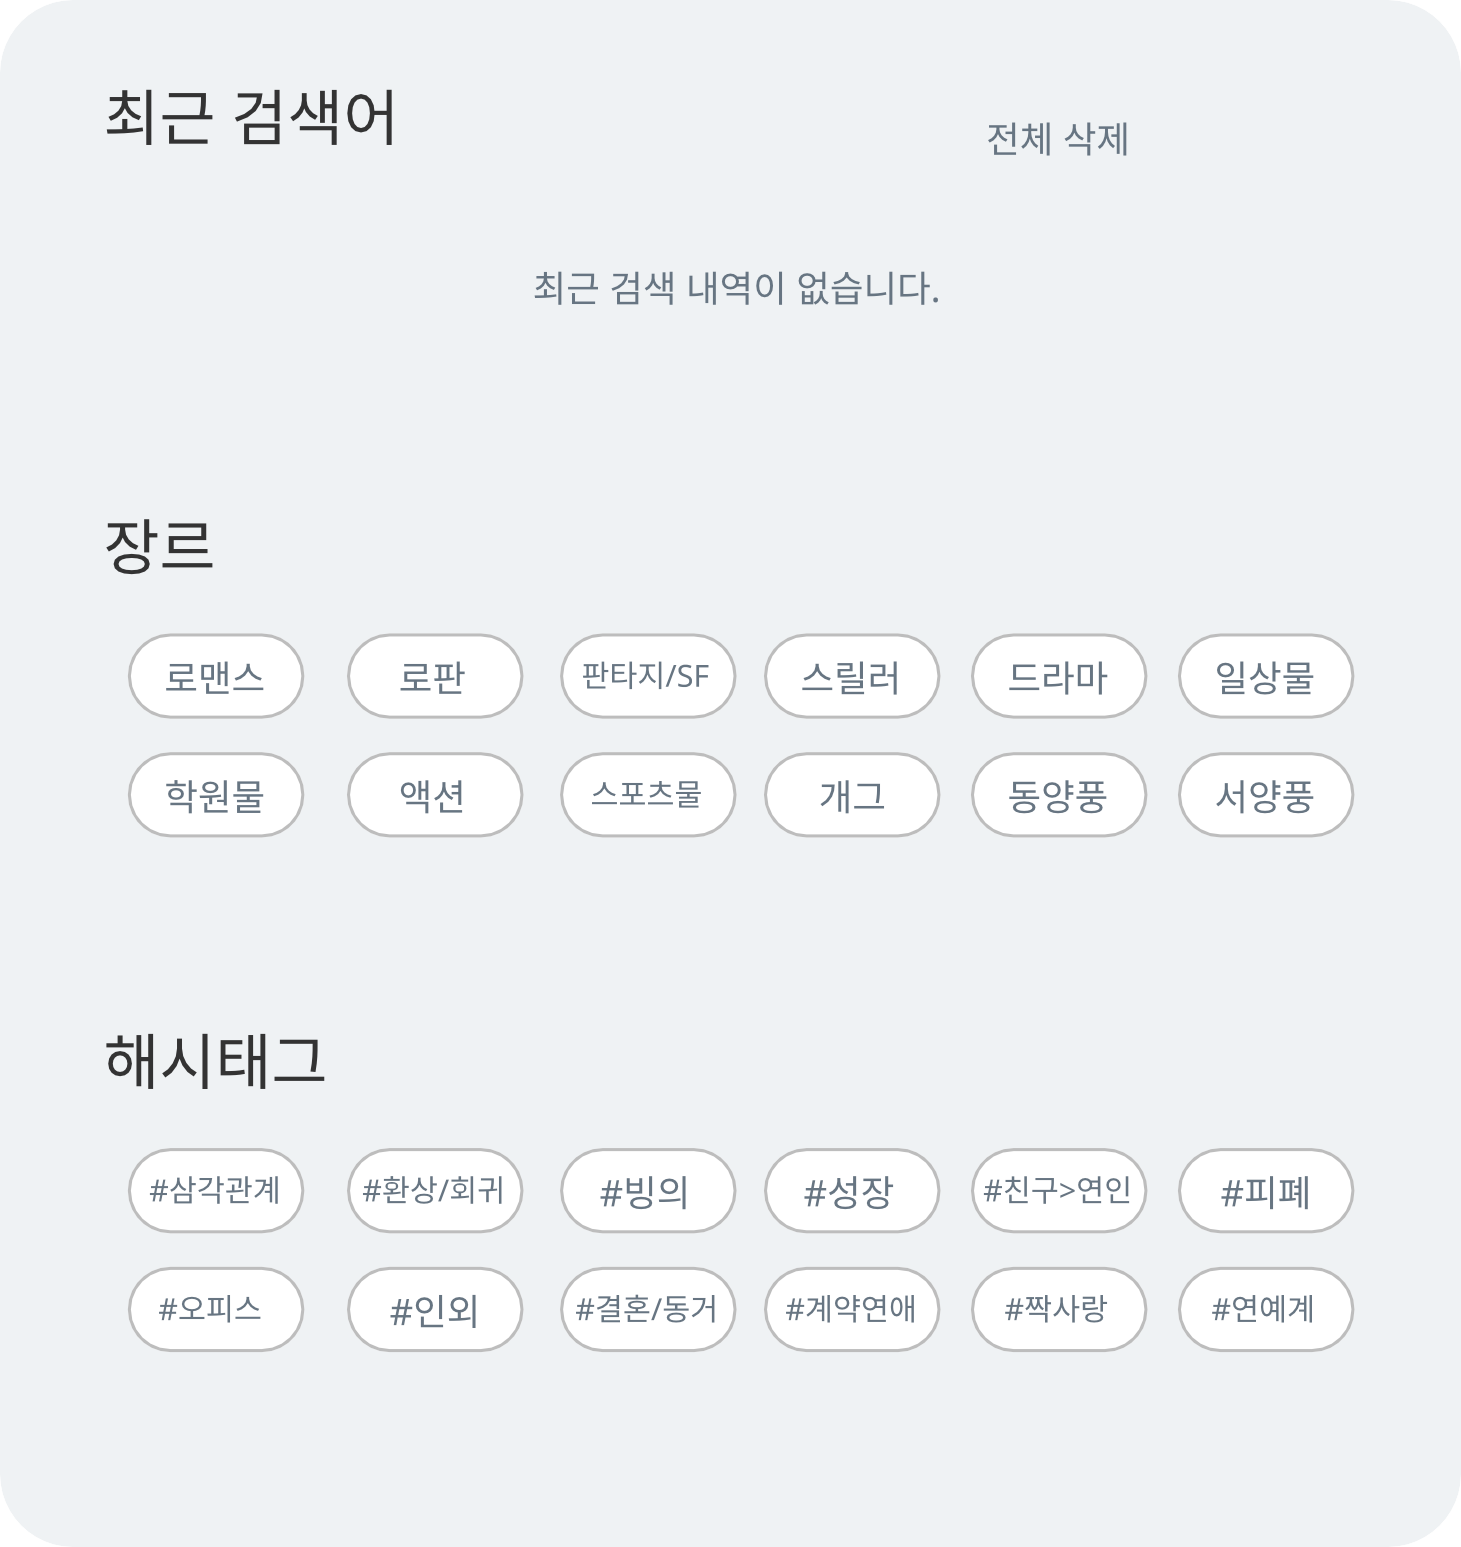 최근 검색어
전체 삭제
최근 검색 내역이 없습니다.
장르
로맨스 로판 판타지/SF 스릴러 드라마 일상물
학원물 액션 스포츠물 개그 동양풍 서양풍
해시태그
#삼각관계 #환상/회귀 #빙의 #성장 #친구>연인 #피폐
#오피스 #인외 #결혼/동거 #계약연애 #짝사랑 #연예계